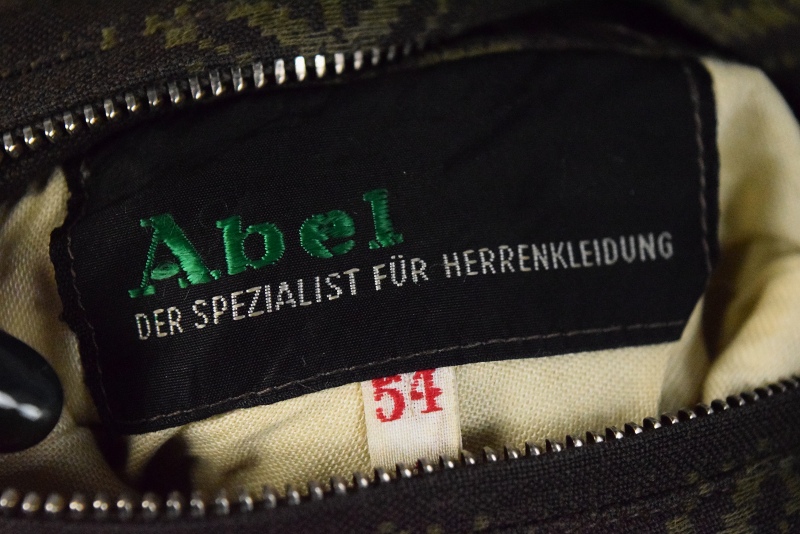 Abel
DER SPEZIALIST FÜR HERRENKLEIDUNG
54